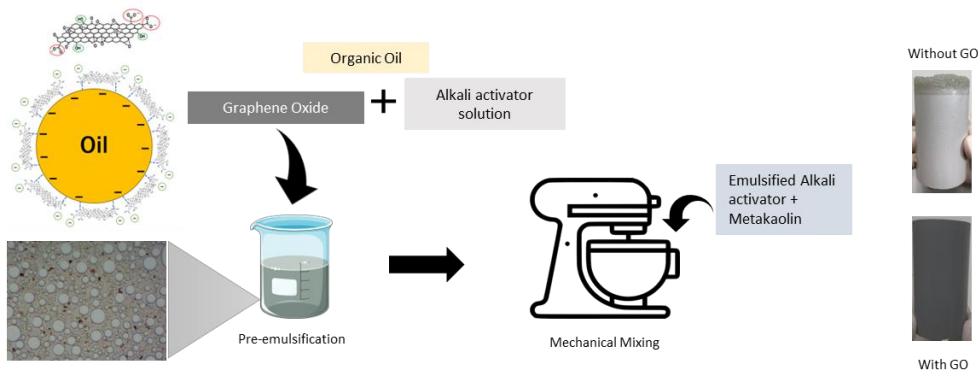 Organic Oil
Graphene Oxide
+
Alkali activator
solution
Oil
Pre-emulsification
Emulsified Alkali
activator +
Metakaolin
Mechanical Mixing
Without GO
With GO